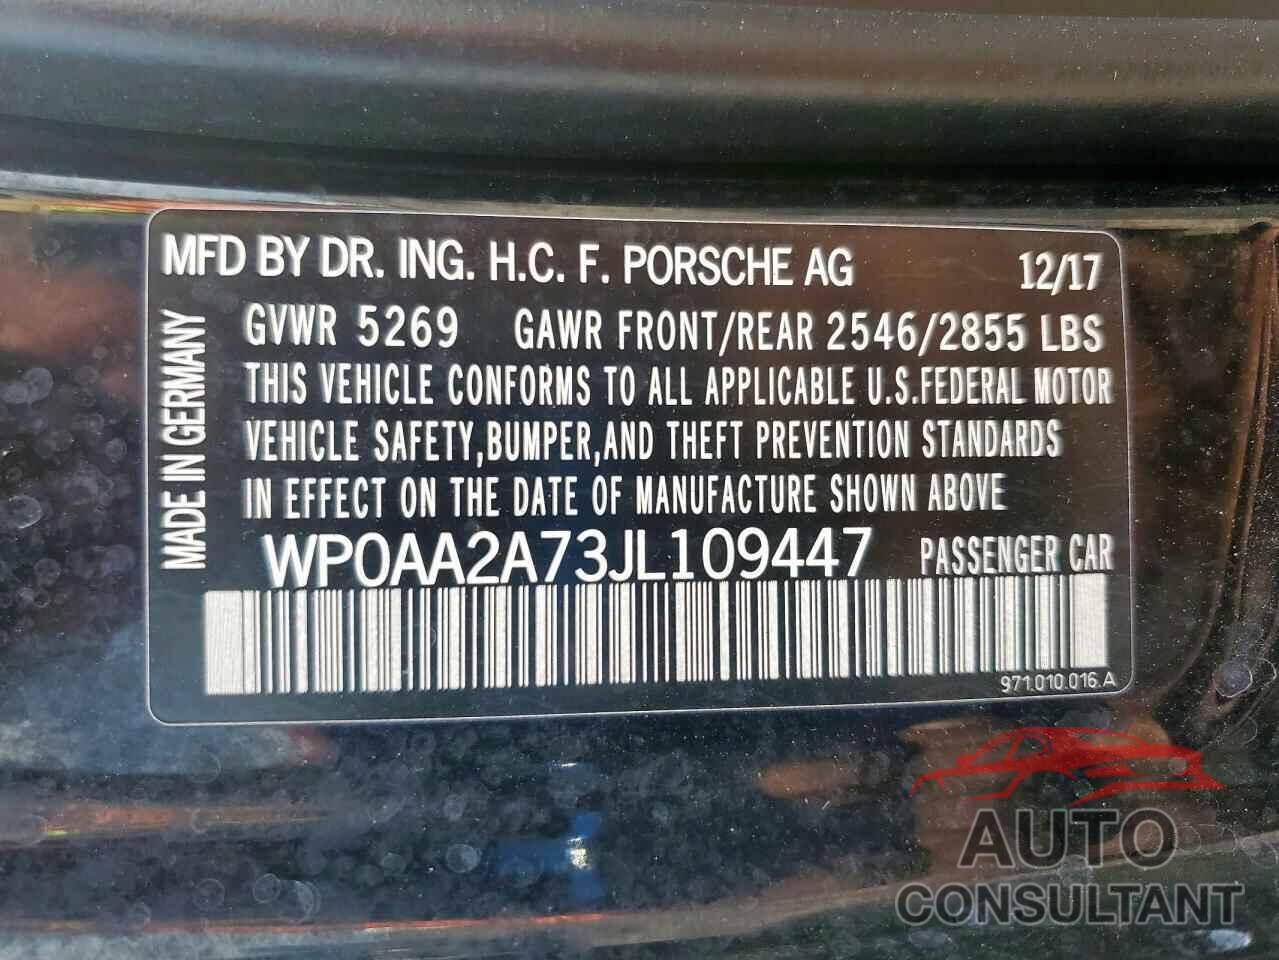 MFD BY DR. ING. H.C. F. PORSCHE AG 12/17
GVWR 5269 GAWR FRONT/REAR 2546/2855 LBS
THIS VEHICLE CONFORMS TO ALL APPLICABLE U.S.FEDERAL MOTOR
VEHICLE SAFETY,BUMPER,AND THEFT PREVENTION STANDARDS
IN EFFECT ON THE DATE OF MANUFACTURE SHOWN ABOVE
WP0AA2A73JL109447 PASSENGER CAR
MADE IN GERMANY
971.010.016.A
AUTO
CONSULTANT